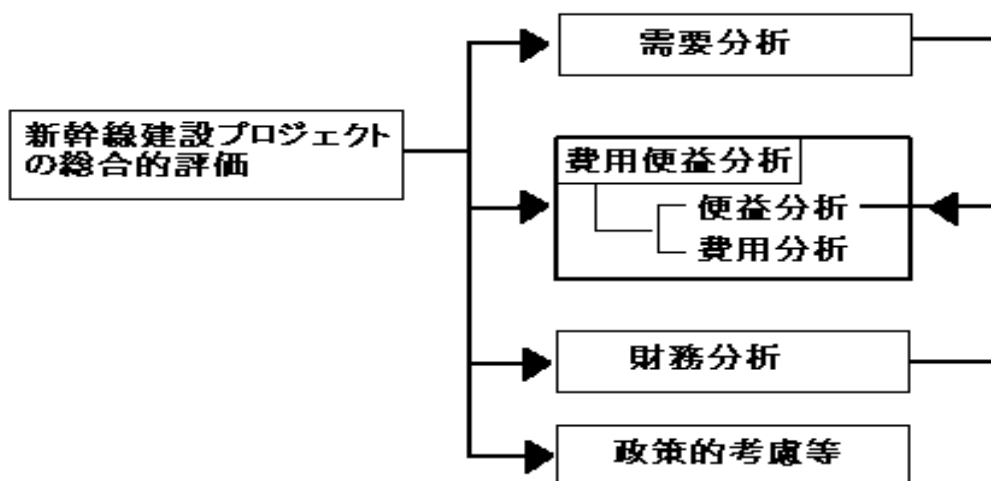 新幹線建設プロジェクト
の総合的評価
需要分析
費用便益分析
便益分析
費用分析
財務分析
政策的考慮等